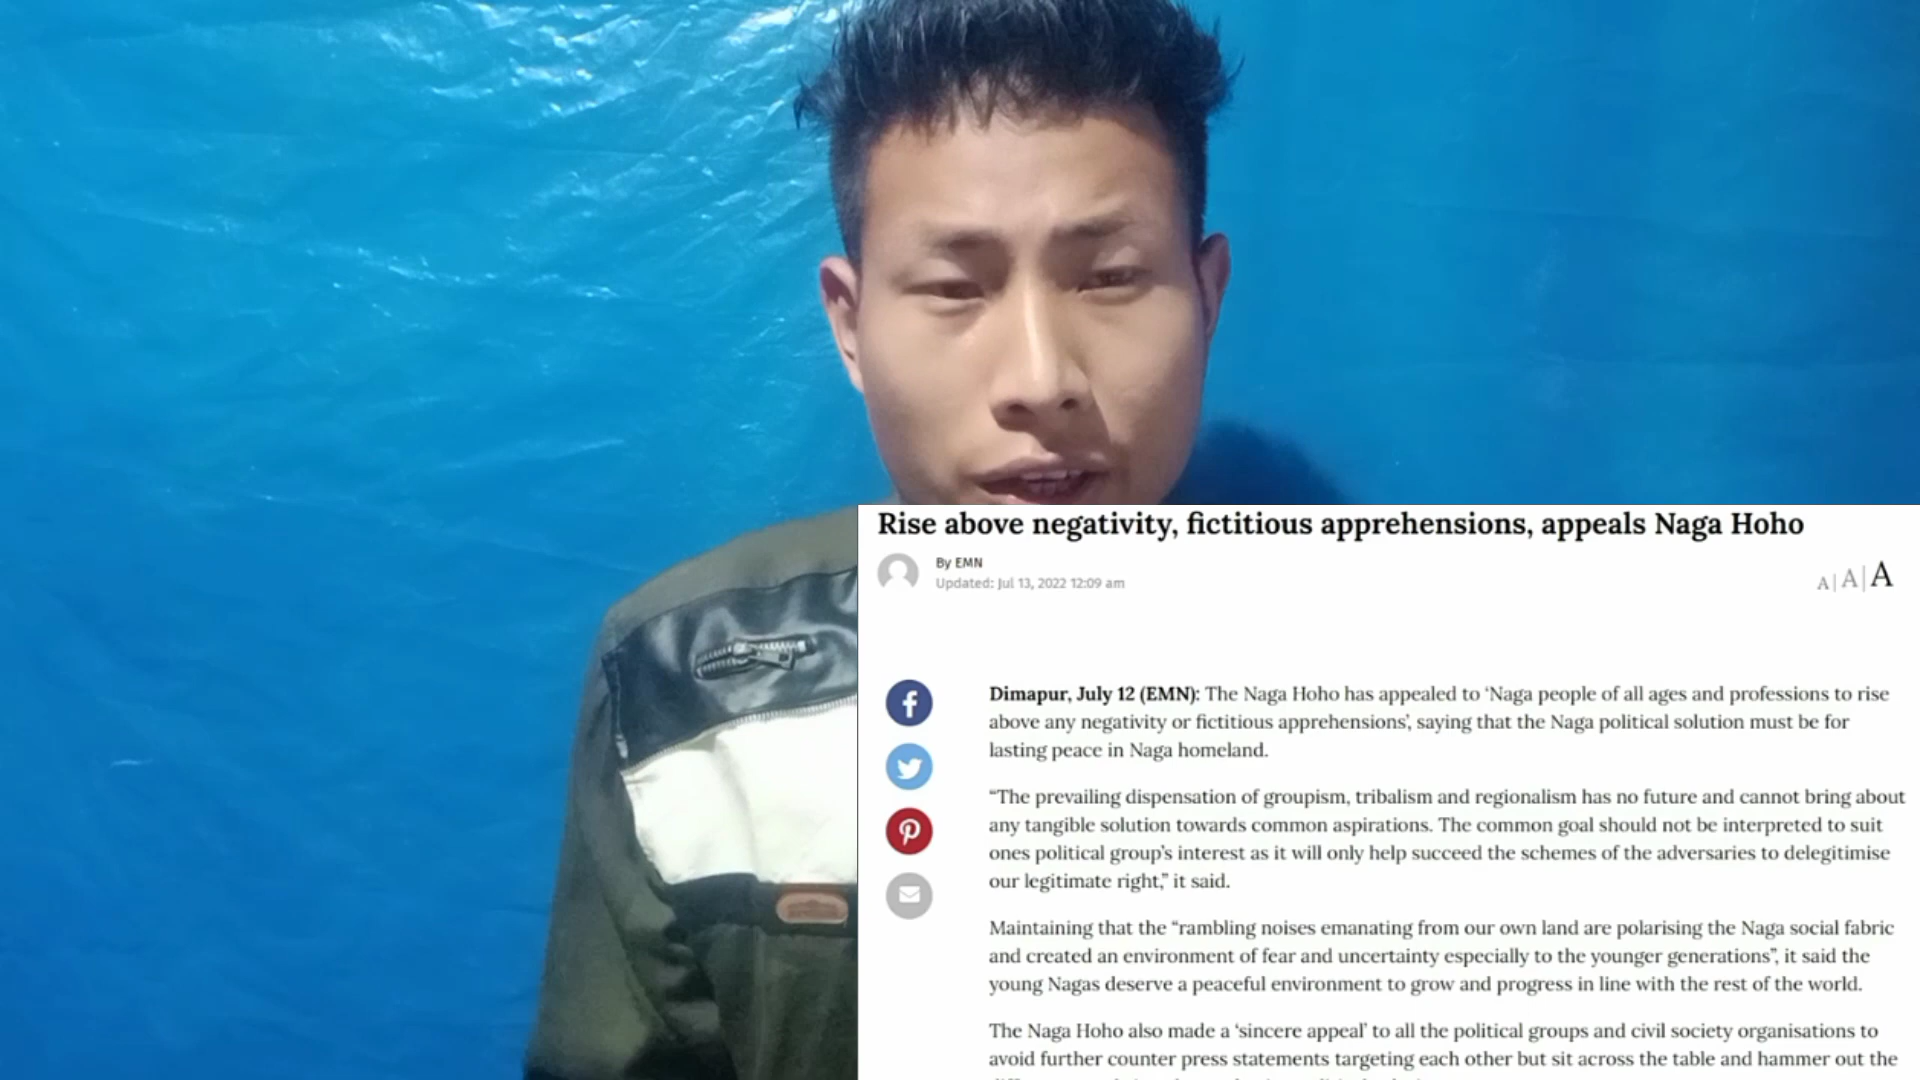 Rise above negativity, fictitious apprehensions, appeals Naga Hoho
By EMN
Updated: Jul 13, 2022 12:09 am
A|A|A
Dimapur, July 12 (EMN): The Naga Hoho has appealed to ‘Naga people of all ages and professions to rise
above any negativity or fictitious apprehensions’, saying that the Naga political solution must be for
lasting peace in Naga homeland.
“The prevailing dispensation of groupism, tribalism and regionalism has no future and cannot bring about
any tangible solution towards common aspirations. The common goal should not be interpreted to suit
ones political group’s interest as it will only help succeed the schemes of the adversaries to delegitimise
our legitimate right,” it said.
Maintaining that the “rambling noises emanating from our own land are polarising the Naga social fabric
and created an environment of fear and uncertainty especially to the younger generations”, it said the
young Nagas deserve a peaceful environment to grow and progress in line with the rest of the world.
The Naga Hoho also made a ‘sincere appeal’ to all the political groups and civil society organisations to
avoid further counter press statements targeting each other but sit across the table and hammer out the